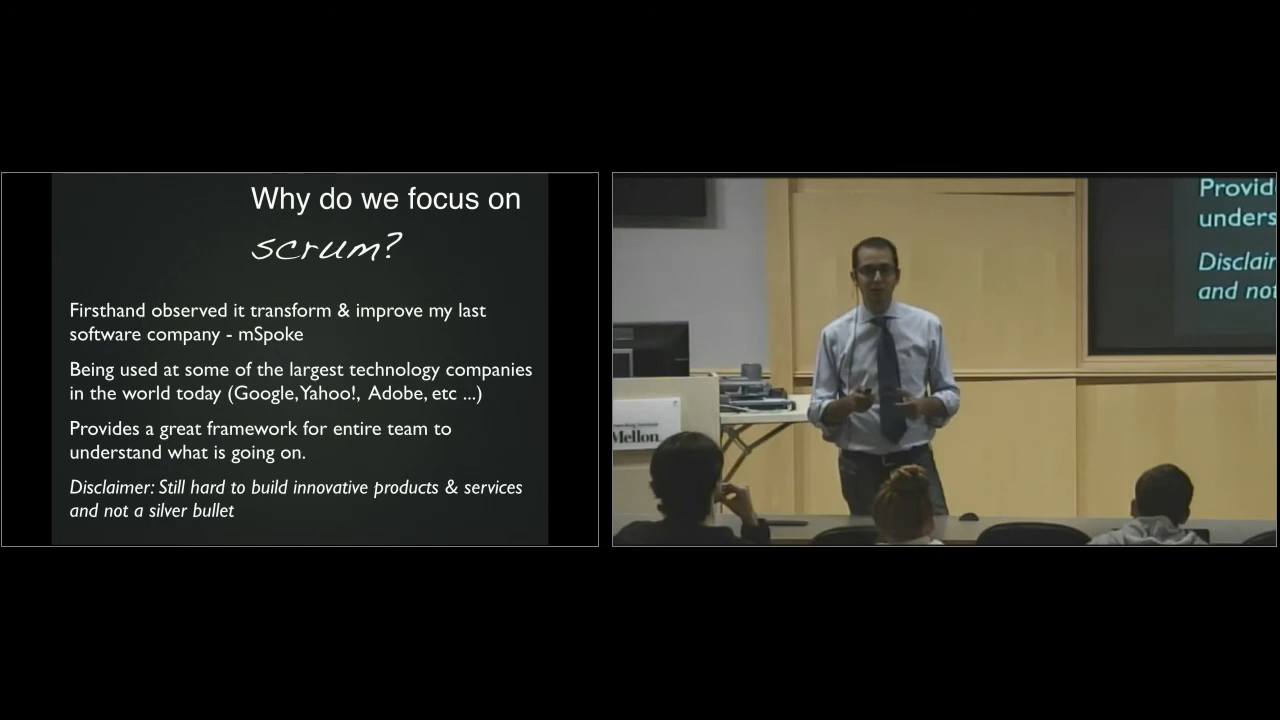 Why do we focus on
scrum?
Firsthand observed it transform & improve my last
software company - mSpoke
Being used at some of the largest technology companies
in the world today (Google, Yahoo!, Adobe, etc ...)
Provides a great framework for entire team to
understand what is going on.
Disclaimer: Still hard to build innovative products & services
and not a silver bullet
Provid
unders
Disclair
and not
Mellon